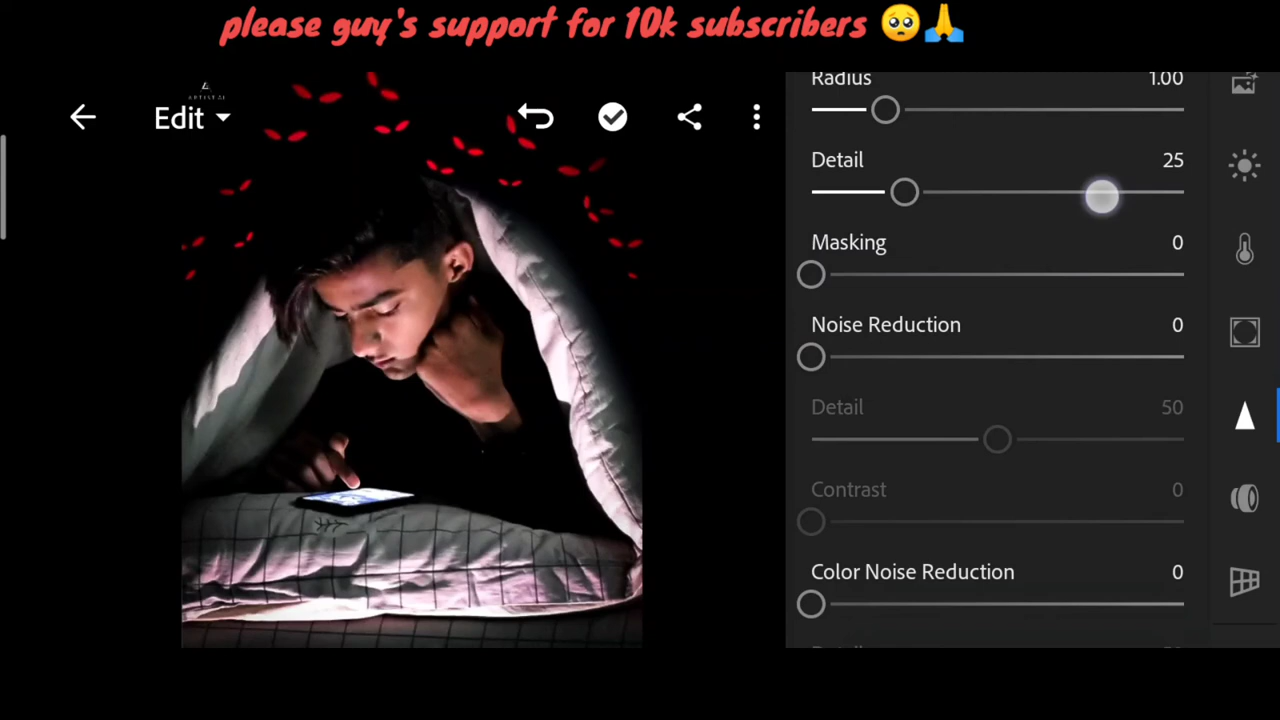 please guy's support for 10k subscribers 🥺🙏
Edit
Radius 1.00
Detail 25
Masking 0
Noise Reduction 0
Detail 50
Contrast 0
Color Noise Reduction 0